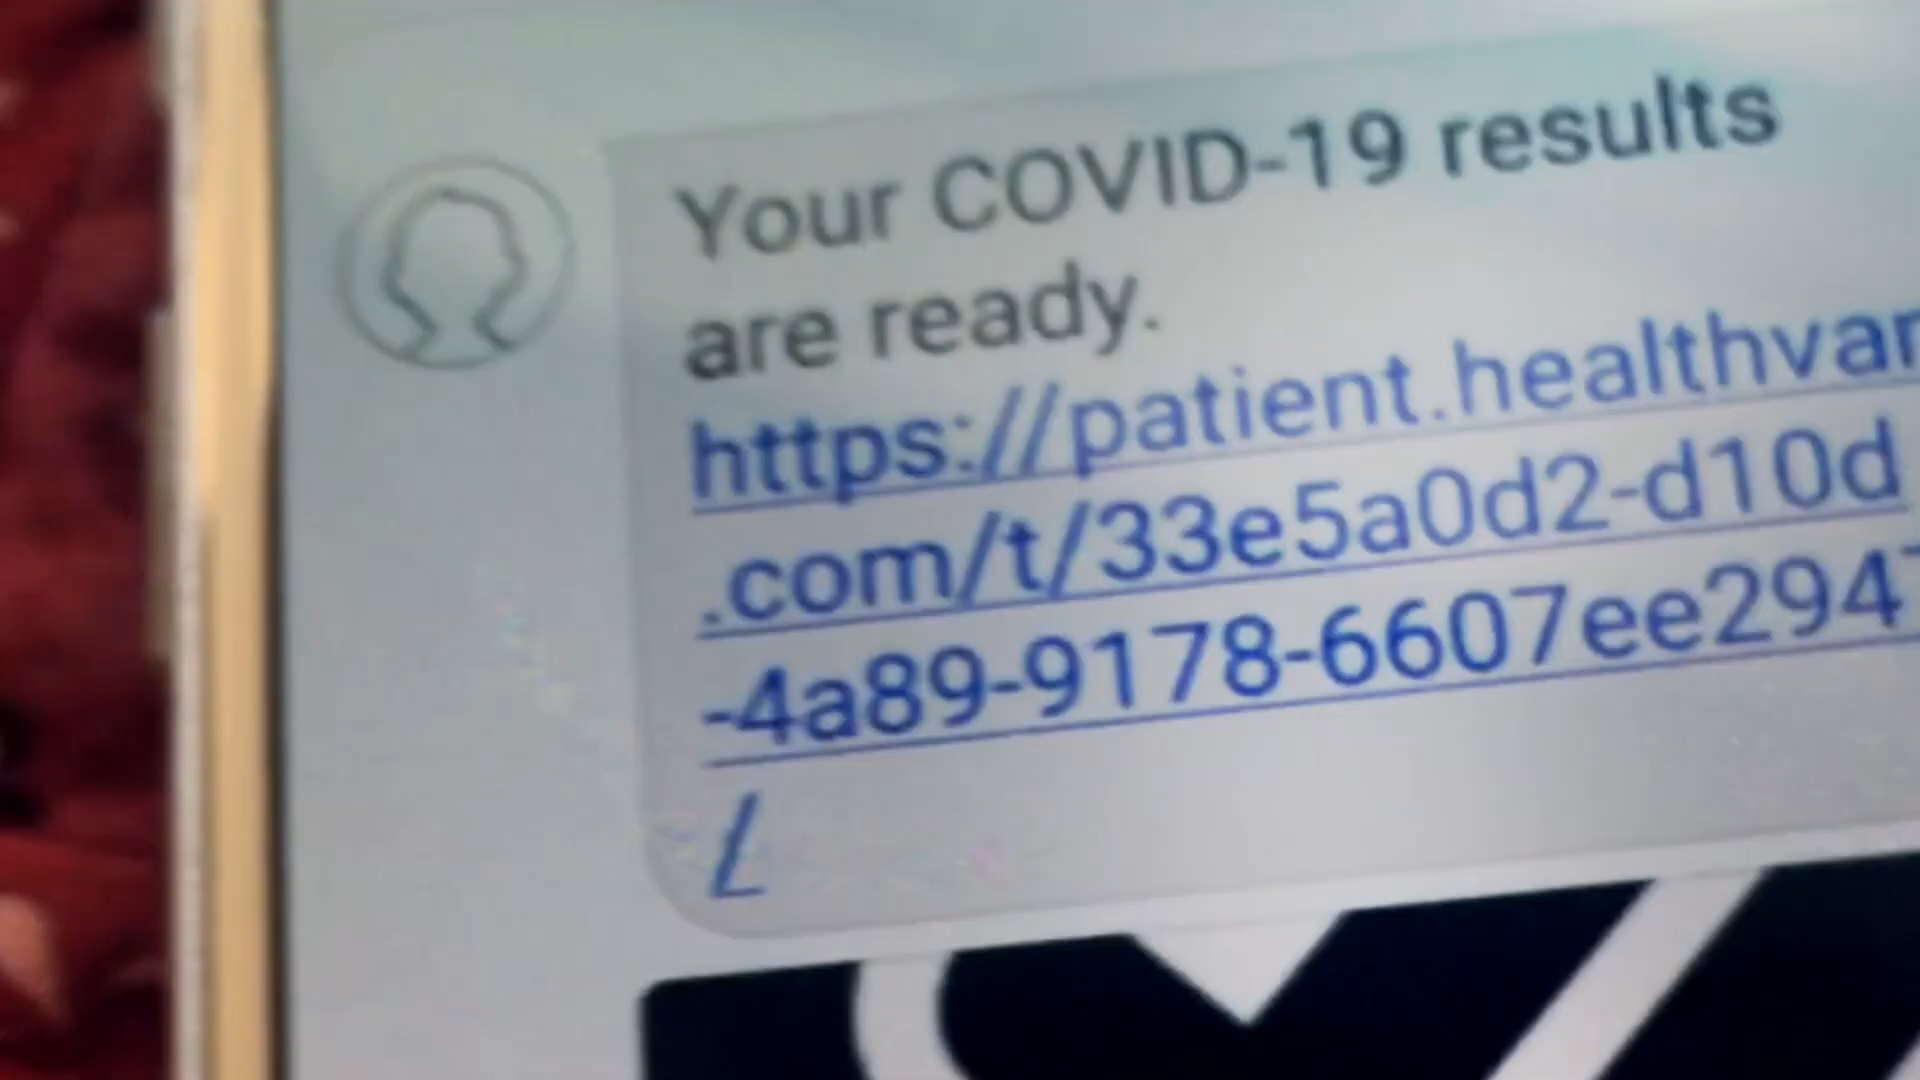 Your COVID-19 results
are ready.
https://patient.healthvar
.com/t/33e5a0d2-d10d
-4a89-9178-6607ee294
/